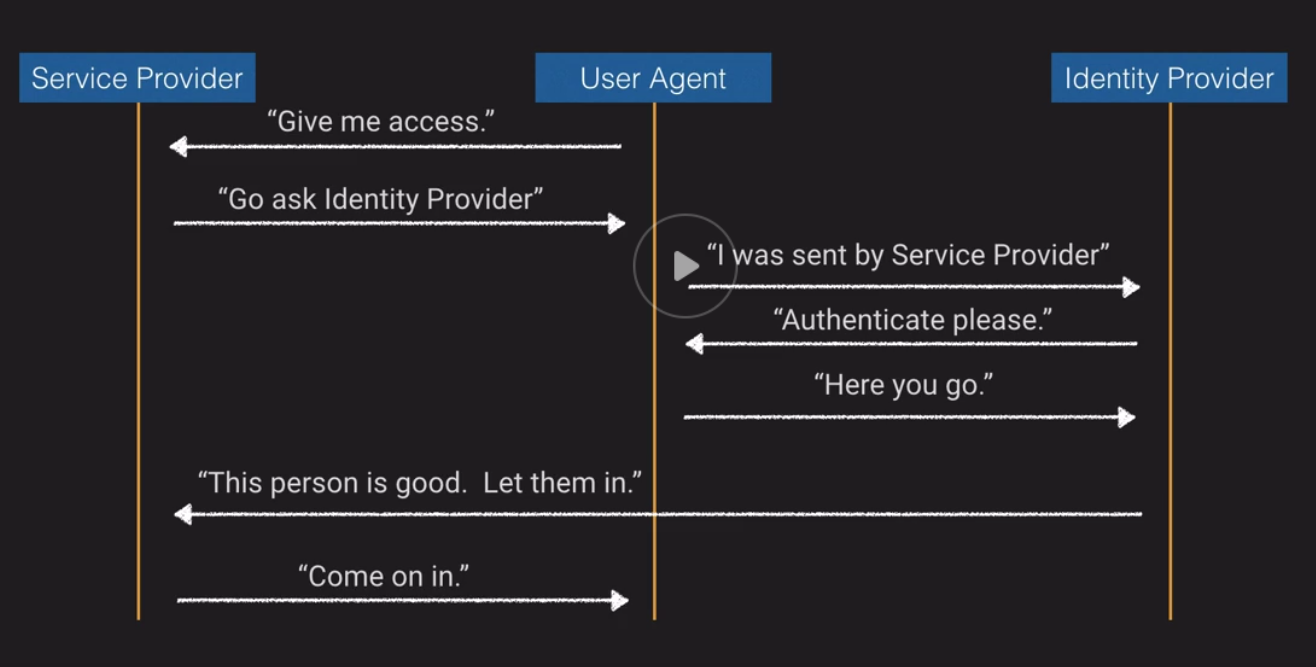 Service Provider
User Agent
Identity Provider
“Give me access.”
“Go ask Identity Provider”
“I was sent by Service Provider”
“Authenticate please.”
“Here you go.”
“This person is good.  Let them in.”
“Come on in.”